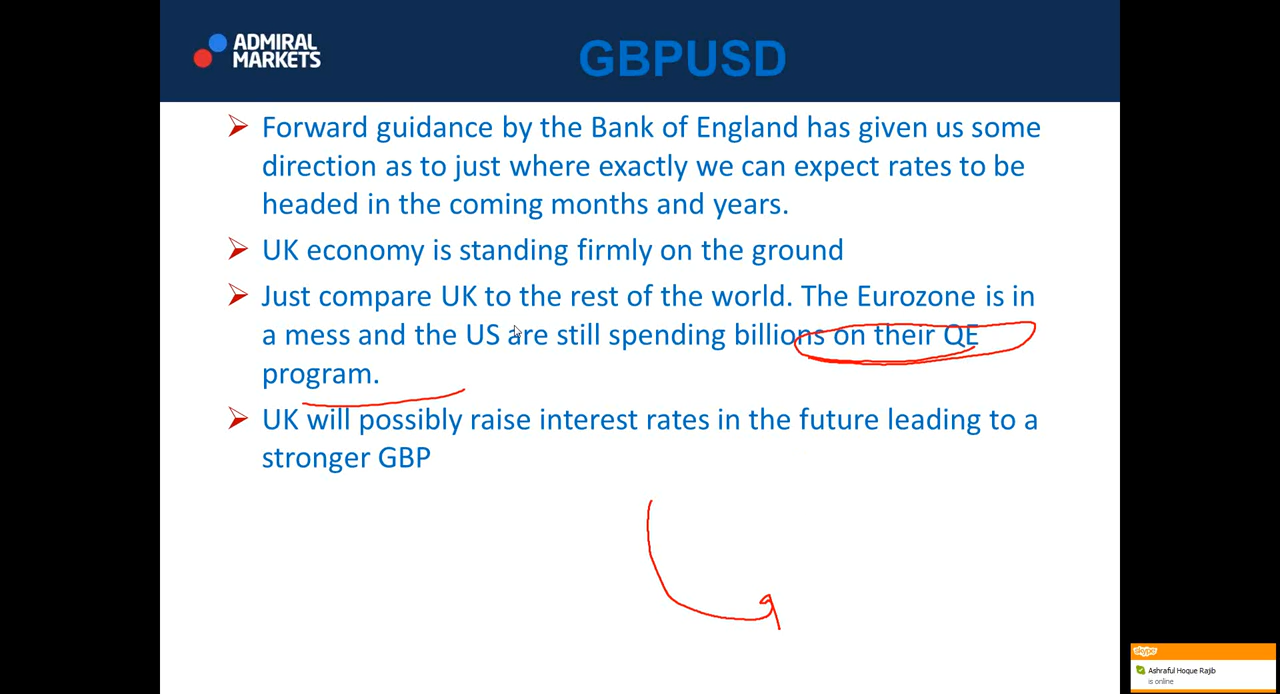 ADMIRAL
MARKETS
GBPUSD
Forward guidance by the Bank of England has given us some
direction as to just where exactly we can expect rates to be
headed in the coming months and years.
UK economy is standing firmly on the ground
Just compare UK to the rest of the world. The Eurozone is in
a mess and the US are still spending billions on their QE
program.
UK will possibly raise interest rates in the future leading to a
stronger GBP
skype
Ashraful Hoque Rajib
is online